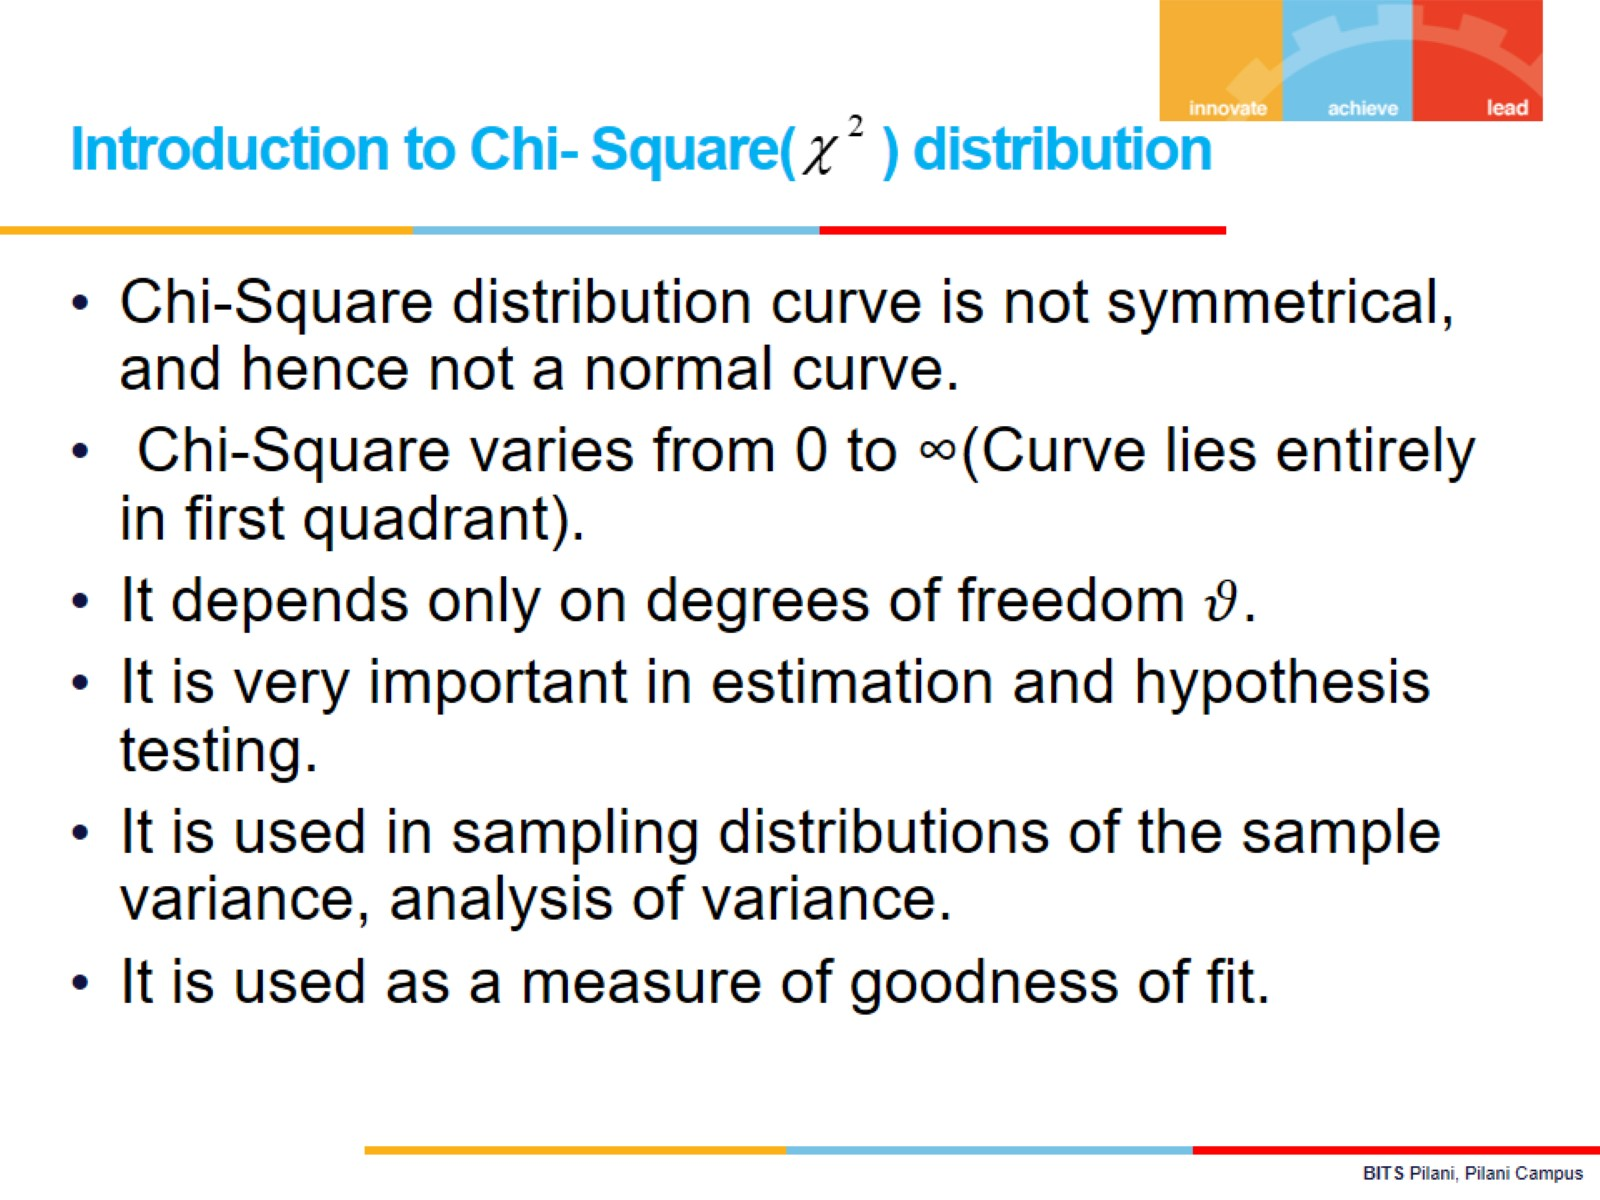 innovate achieve lead
Introduction to Chi- Square( χ² ) distribution
• Chi-Square distribution curve is not symmetrical,
and hence not a normal curve.
• Chi-Square varies from 0 to ∞(Curve lies entirely
in first quadrant).
• It depends only on degrees of freedom ϑ.
• It is very important in estimation and hypothesis
testing.
• It is used in sampling distributions of the sample
variance, analysis of variance.
• It is used as a measure of goodness of fit.
BITS Pilani, Pilani Campus